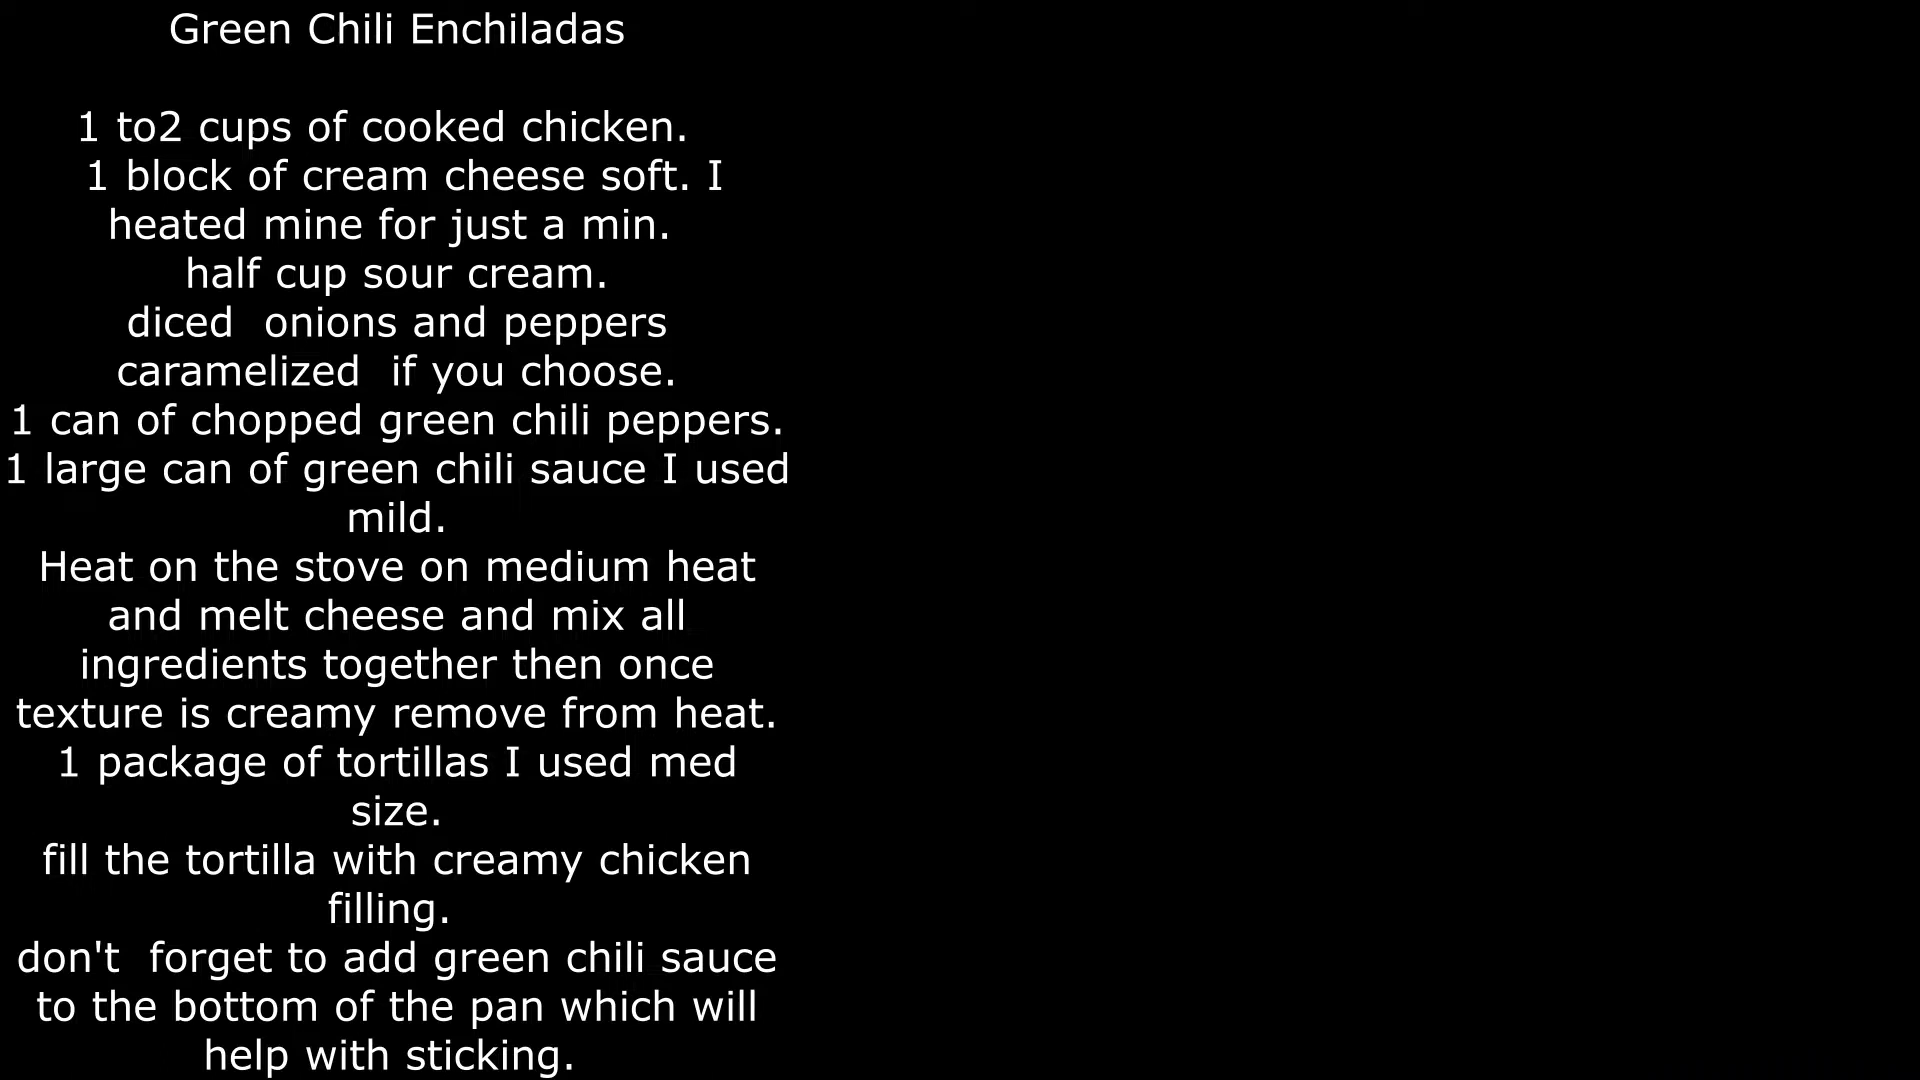 Green Chili Enchiladas
1 to2 cups of cooked chicken.
1 block of cream cheese soft. I
heated mine for just a min.
half cup sour cream.
diced  onions and peppers
caramelized  if you choose.
1 can of chopped green chili peppers.
1 large can of green chili sauce I used
mild.
Heat on the stove on medium heat
and melt cheese and mix all
ingredients together then once
texture is creamy remove from heat.
1 package of tortillas I used med
size.
fill the tortilla with creamy chicken
filling.
don't  forget to add green chili sauce
to the bottom of the pan which will
help with sticking.